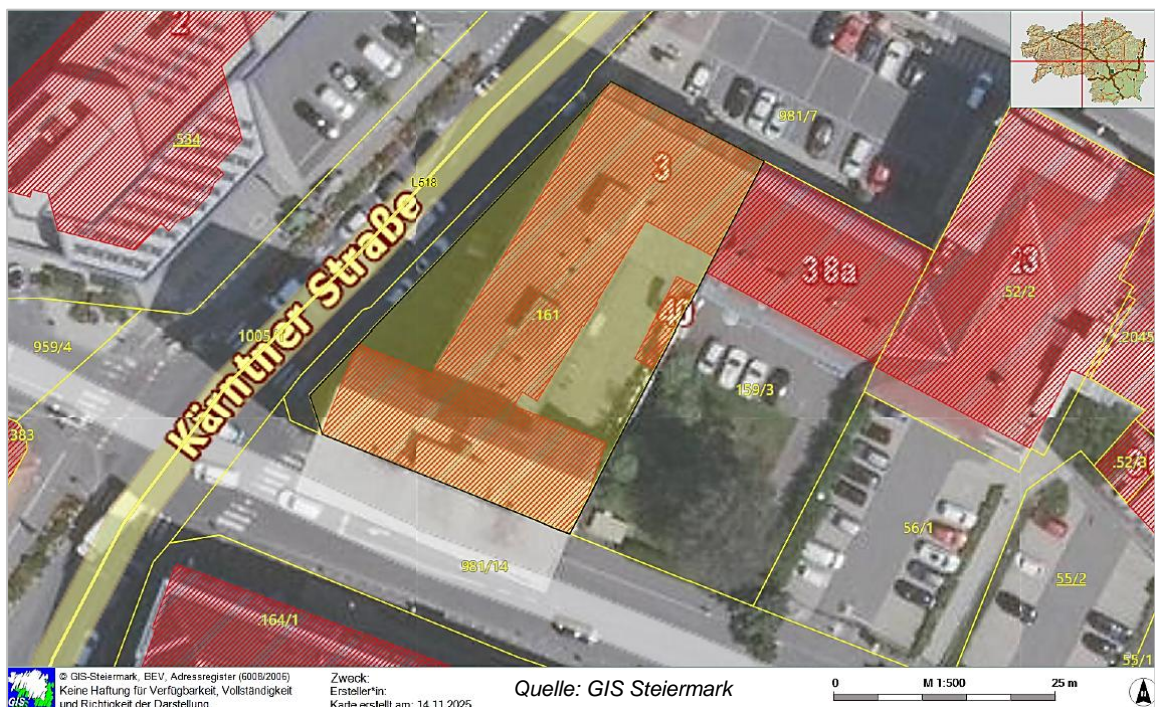 2
.534
981/7
3
L518
Kärntner Straße
38a
23
.52/2
.2045
.161
40
1005/
959/4
159/3
383
.52/3
56/1
981/14
55/2
.164/1
55/1
© GIS-Steiermark, BEV, Adressregister (6008/2006)
Keine Haftung für Verfügbarkeit, Vollständigkeit
und Richtigkeit der Darstellung
GIS
Zweck:
Ersteller*in:
Karte erstellt am: 14.11.2025
Quelle: GIS Steiermark
0 M 1:500 25 m